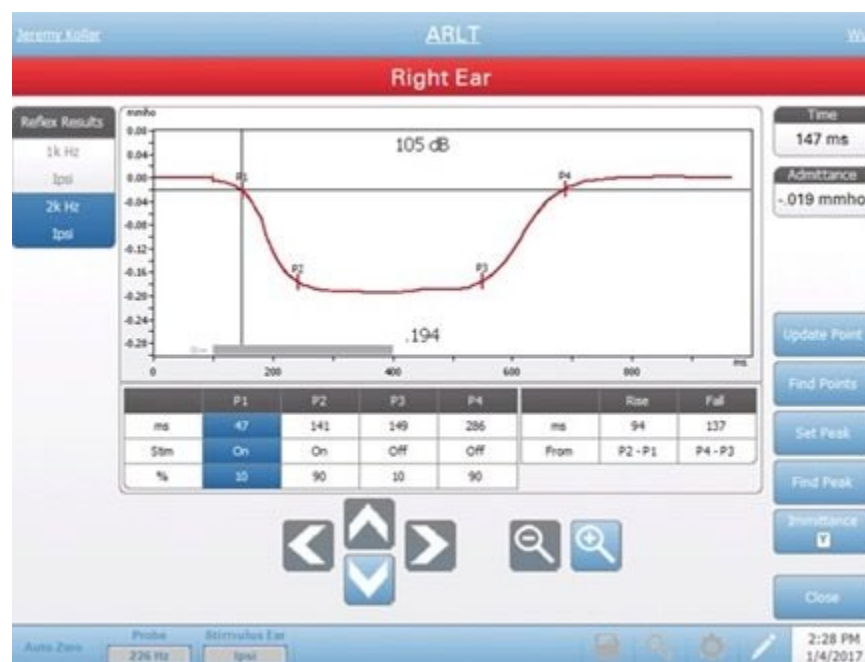 Jeremy Kollar ARLT
Right Ear
Reflex Results
1k Hz
Ipsi
2k Hz
Ipsi
mmho
0.08
0.04
0.00
-0.04
-0.08
-0.12
-0.16
-0.20
-0.24
-0.28
105 dB
P1
P2
P3
P4
.194
0 200 400 600 800 ms
Time
147 ms
Admittance
-.019 mmho
P1 P2 P3 P4 Rise Fall
ms 47 141 149 286 ms 94 137
Stim On On Off Off From P2-P1 P4-P3
% 10 90 10 90
Update Point
Find Points
Set Peak
Find Peak
Immittance
Y
Close
Auto Zero
Probe
226 Hz
Stimulus Ear
Ipsi
2:28 PM
1/4/2017